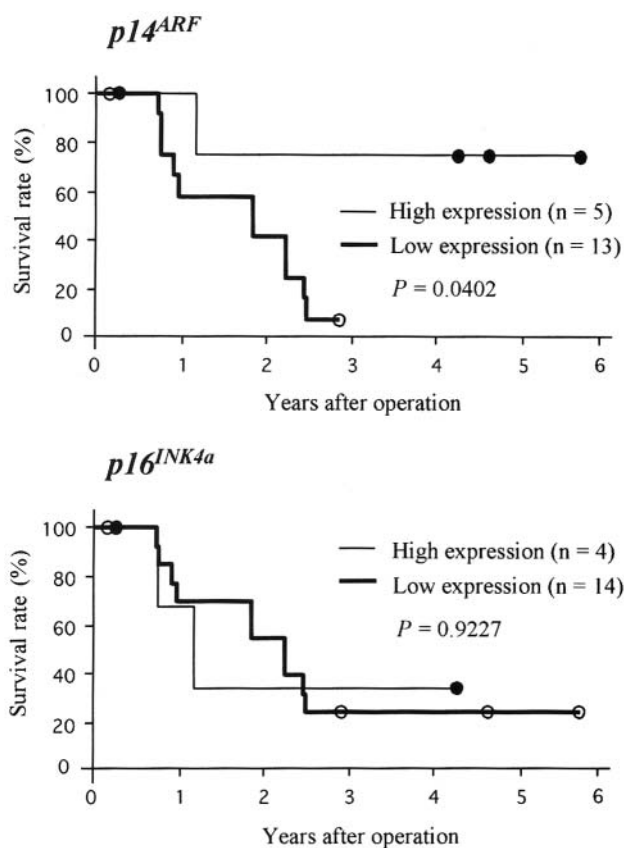 p14ARF
100
80
60
40
20
0
Survival rate (%)
High expression (n = 5)
Low expression (n = 13)
P = 0.0402
0 1 2 3 4 5 6
Years after operation
p16INK4a
100
80
60
40
20
0
Survival rate (%)
High expression (n = 4)
Low expression (n = 14)
P = 0.9227
0 1 2 3 4 5 6
Years after operation